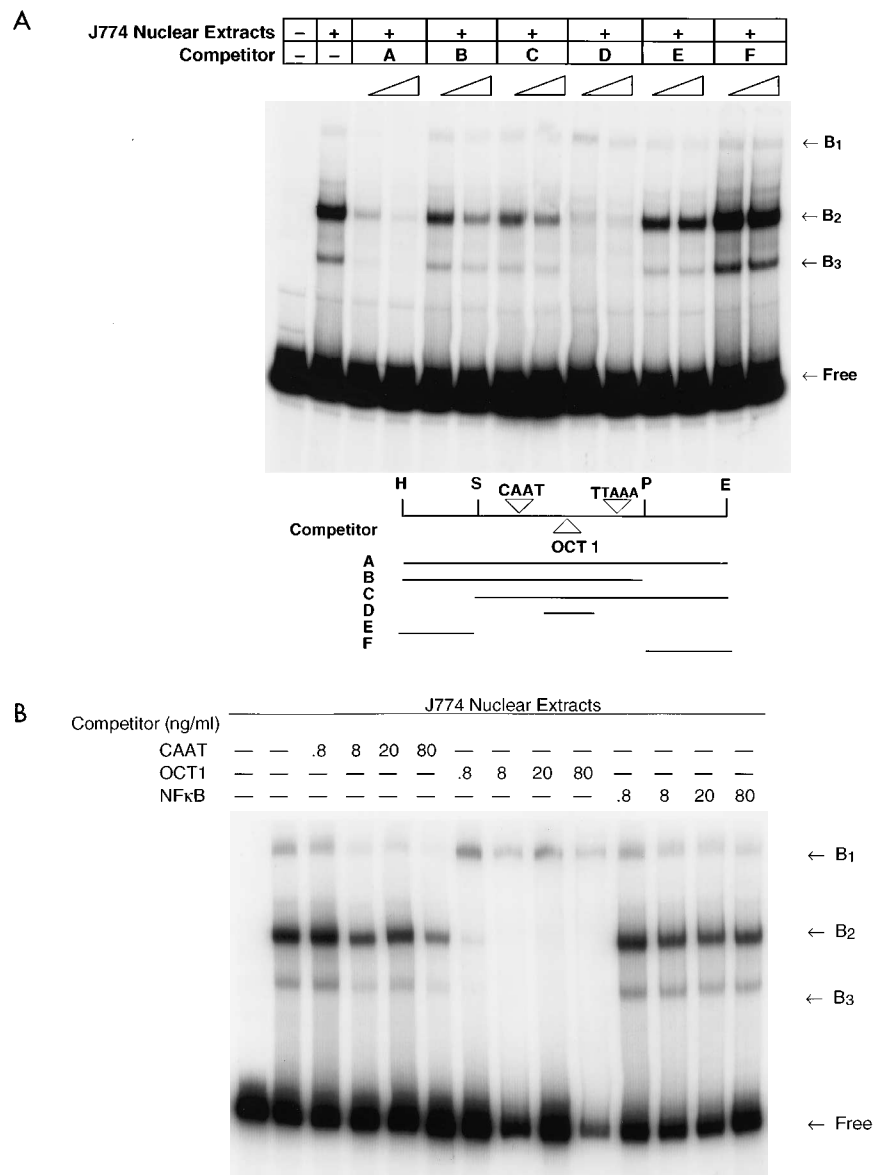 A
J774 Nuclear Extracts – + + + + + + +
Competitor – – A B C D E F
← B1
← B2
← B3
← Free
H S CAAT TTAAA P E
Competitor
OCT 1
A
B
C
D
E
F
B
J774 Nuclear Extracts
Competitor (ng/ml)
CAAT — — .8 8 20 80 — — — — — — — —
OCT1 — — — — — — .8 8 20 80 — — — —
NFκB — — — — — — — — — — .8 8 20 80
← B1
← B2
← B3
← Free